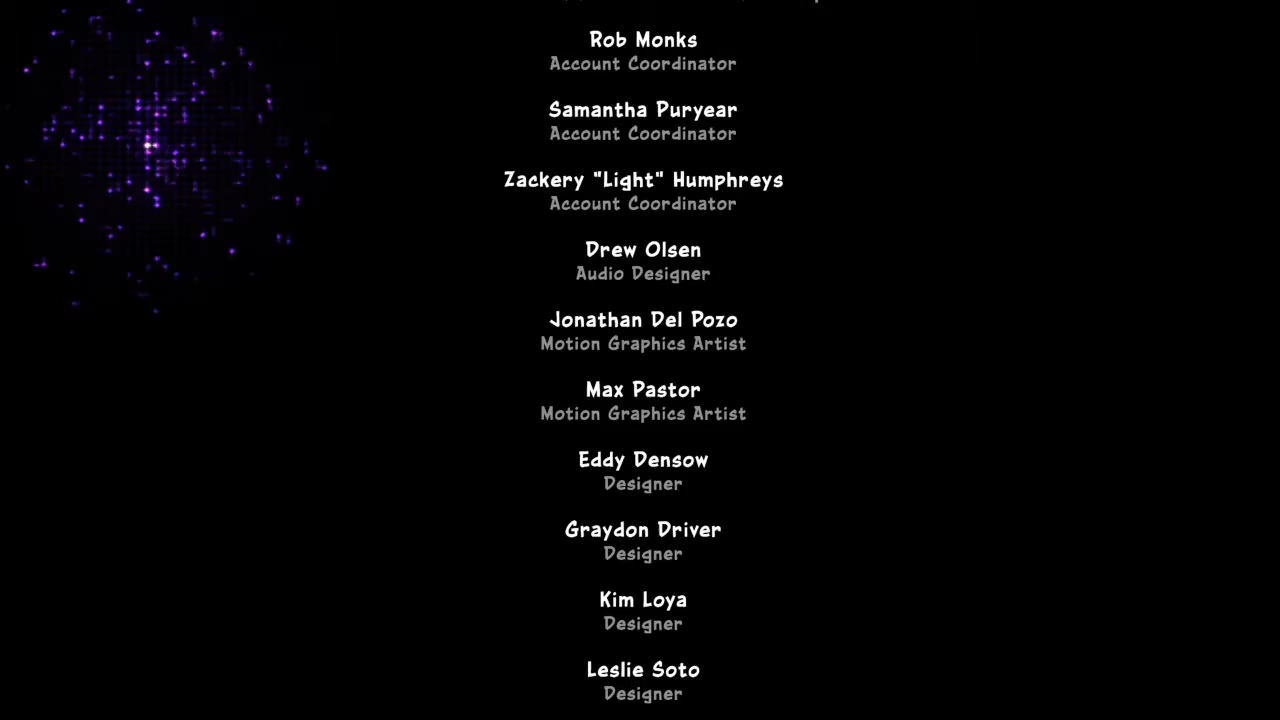 Rob Monks
Account Coordinator
Samantha Puryear
Account Coordinator
Zackery "Light" Humphreys
Account Coordinator
Drew Olsen
Audio Designer
Jonathan Del Pozo
Motion Graphics Artist
Max Pastor
Motion Graphics Artist
Eddy Densow
Designer
Graydon Driver
Designer
Kim Loya
Designer
Leslie Soto
Designer